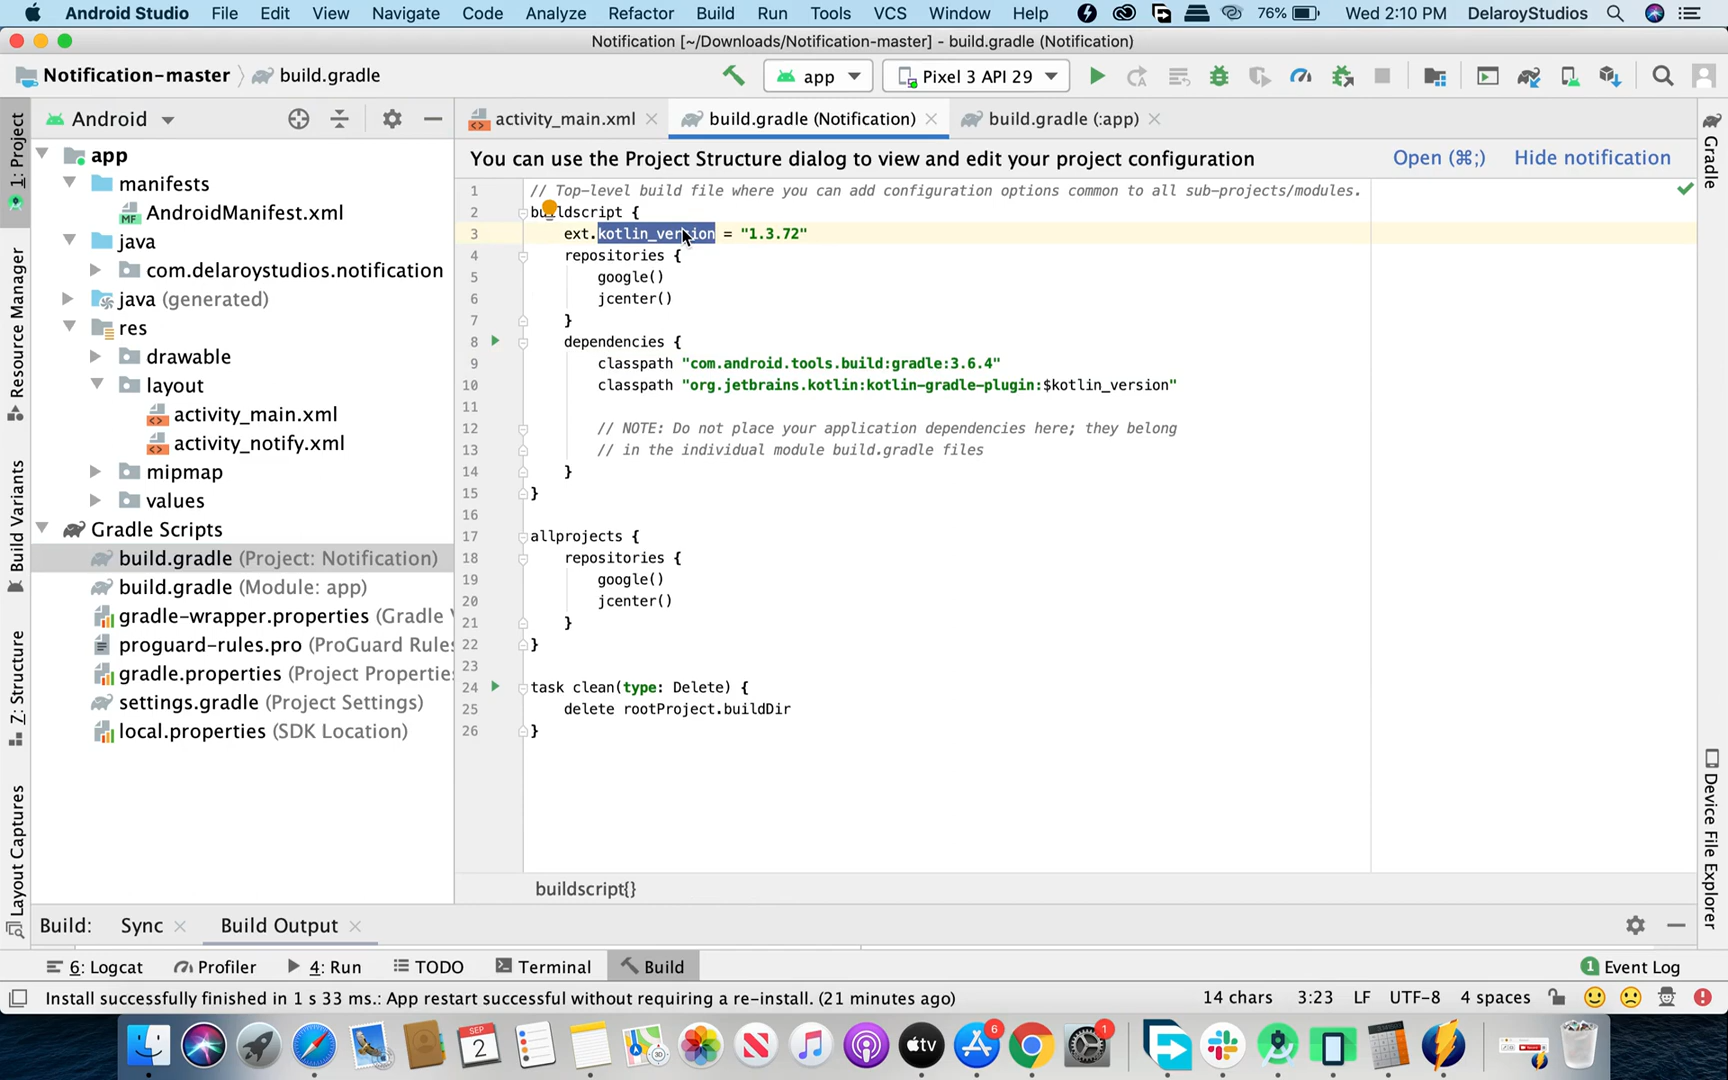 Android Studio File Edit View Navigate Code Analyze Refactor Build Run Tools VCS Window Help 76% Wed 2:10 PM DelaroyStudios
Notification [~/Downloads/Notification-master] - build.gradle (Notification)
Notification-master build.gradle app Pixel 3 API 29
Android
activity_main.xml build.gradle (Notification) build.gradle (:app)
You can use the Project Structure dialog to view and edit your project configuration Open (⌘;) Hide notification
1: Project
Resource Manager
Build Variants
7: Structure
Layout Captures
app
manifests
MF AndroidManifest.xml
java
com.delaroystudios.notification
java (generated)
res
drawable
layout
activity_main.xml
activity_notify.xml
mipmap
values
Gradle Scripts
build.gradle (Project: Notification)
build.gradle (Module: app)
gradle-wrapper.properties (Gradle V
proguard-rules.pro (ProGuard Rules
gradle.properties (Project Propertie
settings.gradle (Project Settings)
local.properties (SDK Location)
1 // Top-level build file where you can add configuration options common to all sub-projects/modules.
2 buildscript {
3 ext.kotlin_version = "1.3.72"
4 repositories {
5 google()
6 jcenter()
7 }
8 dependencies {
9 classpath "com.android.tools.build:gradle:3.6.4"
10 classpath "org.jetbrains.kotlin:kotlin-gradle-plugin:$kotlin_version"
11
12 // NOTE: Do not place your application dependencies here; they belong
13 // in the individual module build.gradle files
14 }
15 }
16
17 allprojects {
18 repositories {
19 google()
20 jcenter()
21 }
22 }
23
24 task clean(type: Delete) {
25 delete rootProject.buildDir
26 }
buildscript{}
Gradle
Device File Explorer
Build: Sync Build Output
6: Logcat Profiler 4: Run TODO Terminal Build 1 Event Log
Install successfully finished in 1 s 33 ms.: App restart successful without requiring a re-install. (21 minutes ago) 14 chars 3:23 LF UTF-8 4 spaces
SEP
2
tv
6
1